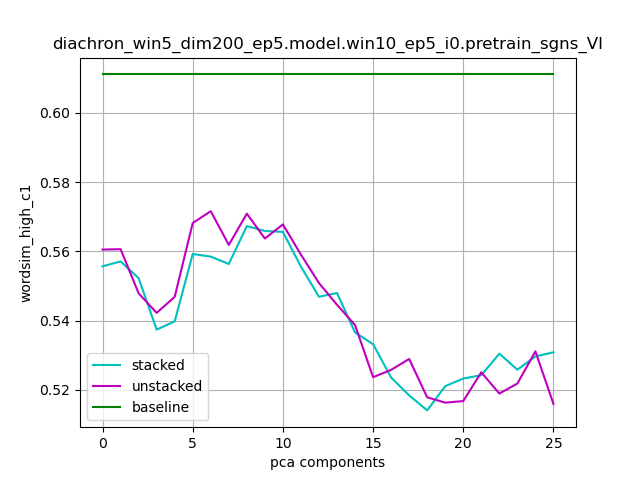 diachron_win5_dim200_ep5.model.win10_ep5_i0.pretrain_sgns_VI
wordsim_high_c1
0.60
0.58
0.56
0.54
0.52
stacked
unstacked
baseline
0 5 10 15 20 25
pca components